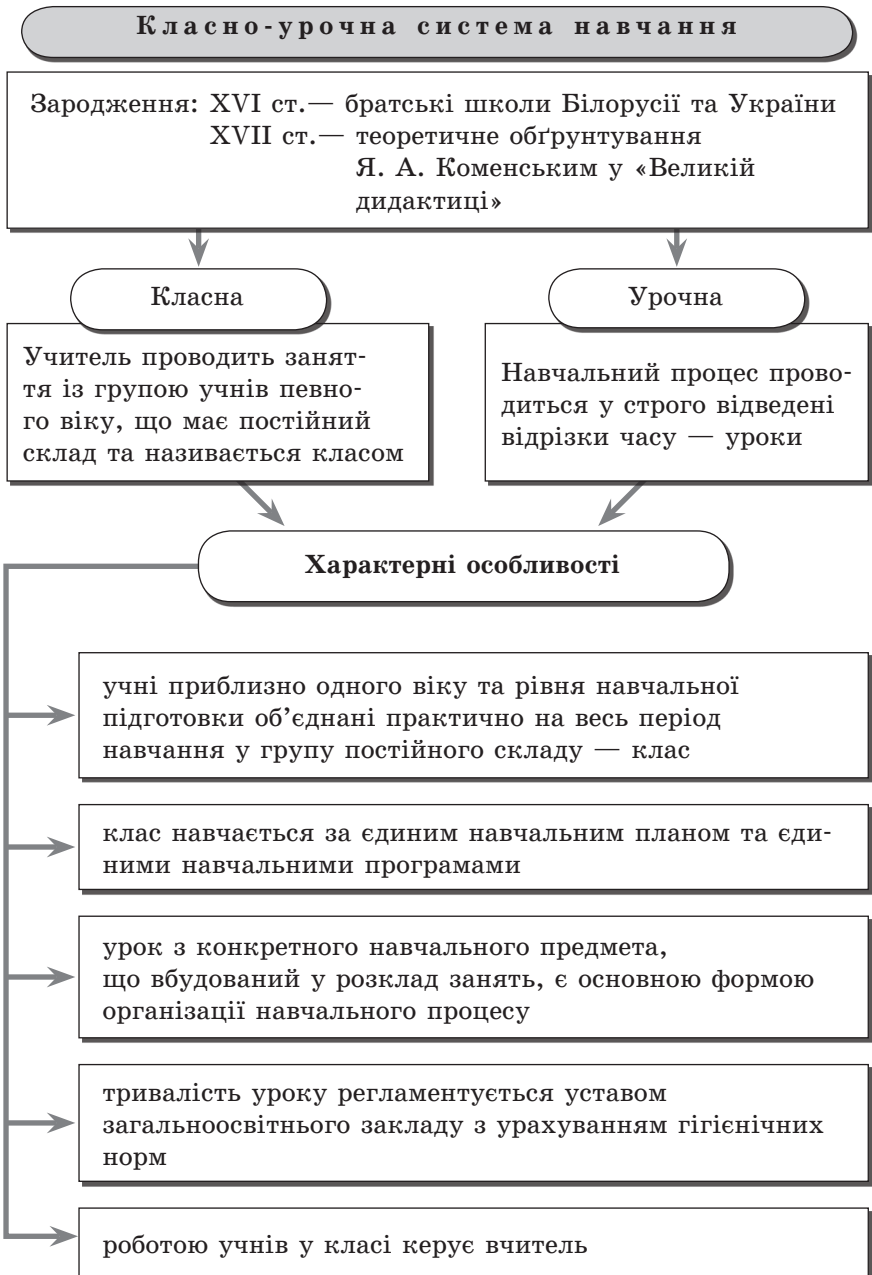 Класно-урочна система навчання
Зародження: XVI ст.— братські школи Білорусії та України
XVII ст.— теоретичне обґрунтування
Я. А. Коменським у «Великій
дидактиці»
Класна
Учитель проводить занят-
тя із групою учнів певно-
го віку, що має постійний
склад та називається класом
Урочна
Навчальний процес прово-
диться у строго відведені
відрізки часу — уроки
Характерні особливості
учні приблизно одного віку та рівня навчальної
підготовки об’єднані практично на весь період
навчання у групу постійного складу — клас
клас навчається за єдиним навчальним планом та єди-
ними навчальними програмами
урок з конкретного навчального предмета,
що вбудований у розклад занять, є основною формою
організації навчального процесу
тривалість уроку регламентується уставом
загальноосвітнього закладу з урахуванням гігієнічних
норм
роботою учнів у класі керує вчитель